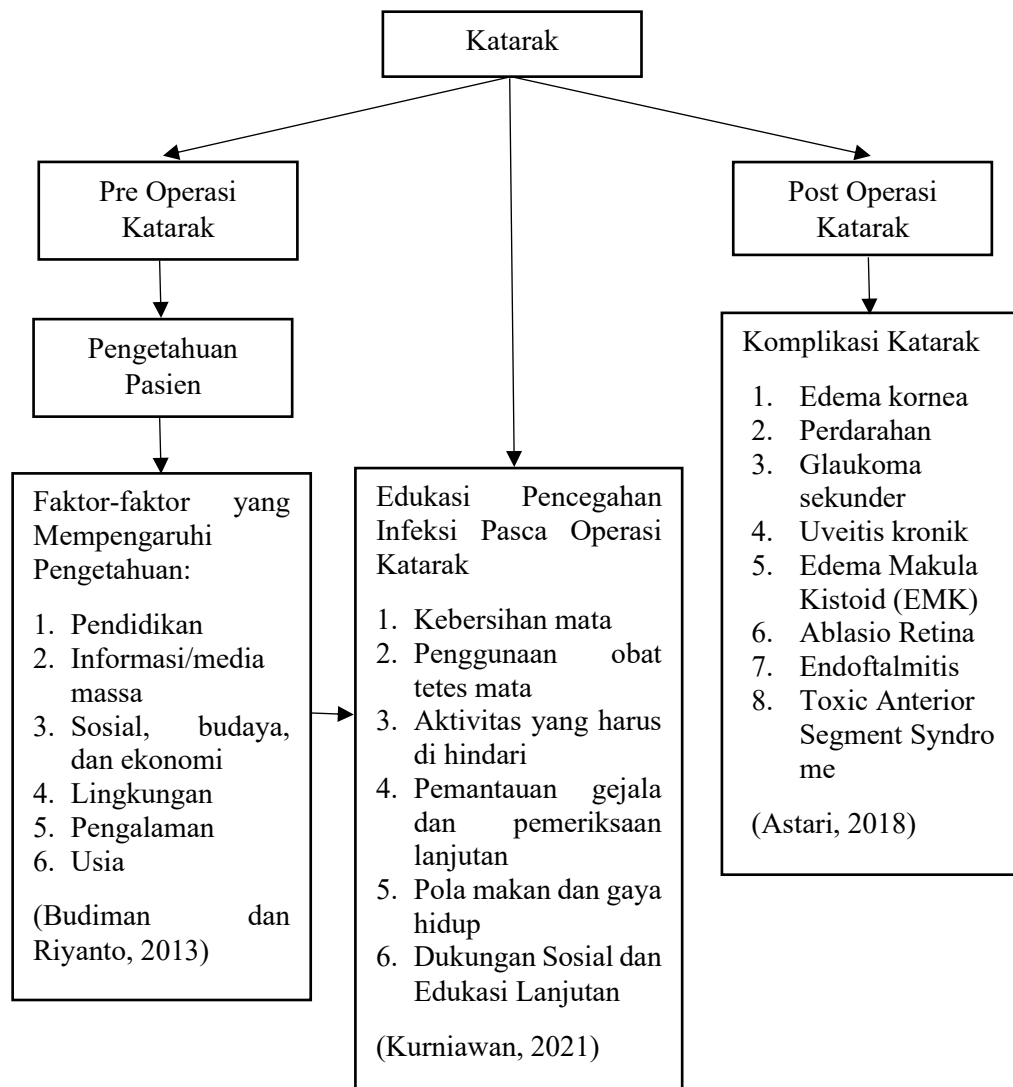 Katarak
Pre Operasi
Katarak
Post Operasi
Katarak
Pengetahuan
Pasien
Faktor-faktor yang
Mempengaruhi
Pengetahuan:
1. Pendidikan
2. Informasi/media
massa
3. Sosial, budaya,
dan ekonomi
4. Lingkungan
5. Pengalaman
6. Usia
(Budiman dan
Riyanto, 2013)
Edukasi Pencegahan
Infeksi Pasca Operasi
Katarak
1. Kebersihan mata
2. Penggunaan obat
tetes mata
3. Aktivitas yang harus
di hindari
4. Pemantauan gejala
dan pemeriksaan
lanjutan
5. Pola makan dan gaya
hidup
6. Dukungan Sosial dan
Edukasi Lanjutan
(Kurniawan, 2021)
Komplikasi Katarak
1. Edema kornea
2. Perdarahan
3. Glaukoma
sekunder
4. Uveitis kronik
5. Edema Makula
Kistoid (EMK)
6. Ablasio Retina
7. Endoftalmitis
8. Toxic Anterior
Segment Syndro
me
(Astari, 2018)